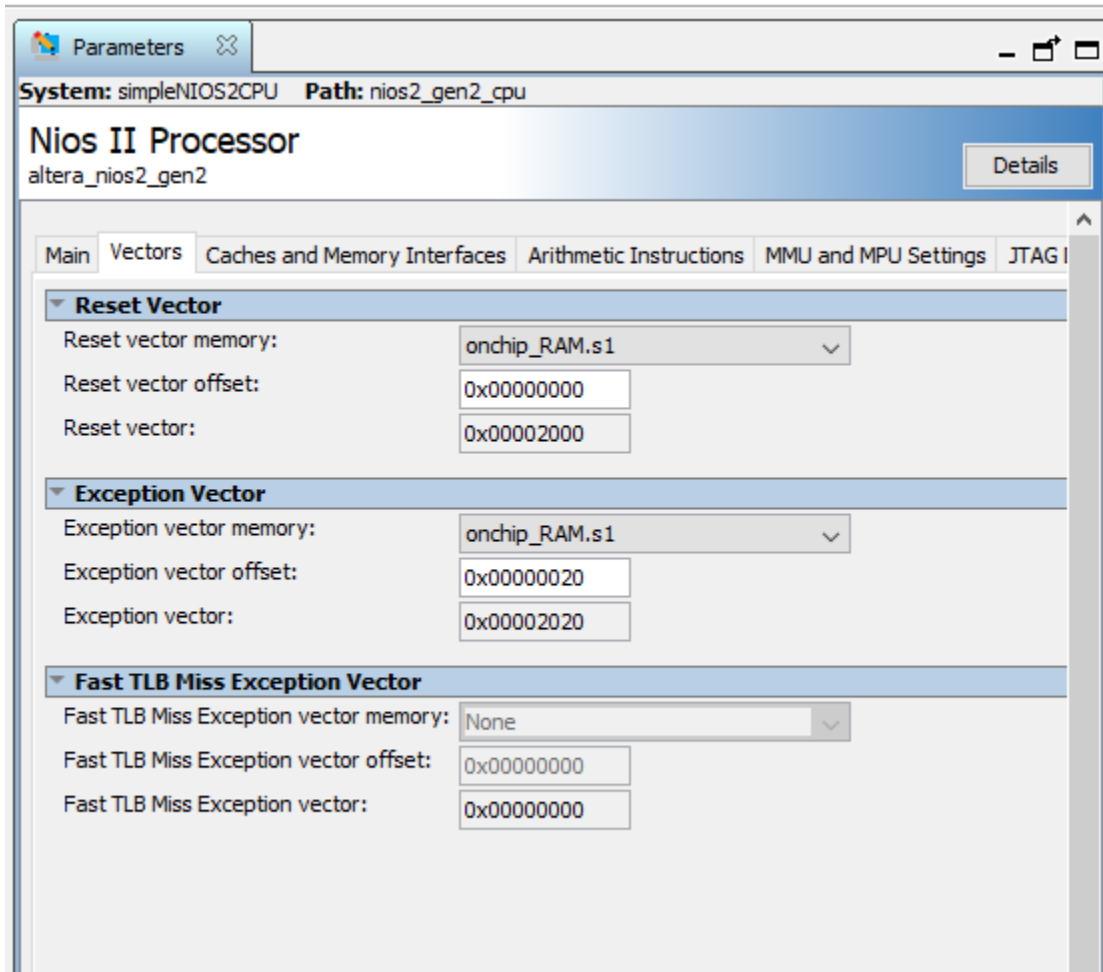 Parameters
System: simpleNIOS2CPU Path: nios2_gen2_cpu
Nios II Processor
altera_nios2_gen2
Details
Main Vectors Caches and Memory Interfaces Arithmetic Instructions MMU and MPU Settings JTAG
Reset Vector
Reset vector memory: onchip_RAM.s1
Reset vector offset: 0x00000000
Reset vector: 0x00002000
Exception Vector
Exception vector memory: onchip_RAM.s1
Exception vector offset: 0x00000020
Exception vector: 0x00002020
Fast TLB Miss Exception Vector
Fast TLB Miss Exception vector memory: None
Fast TLB Miss Exception vector offset: 0x00000000
Fast TLB Miss Exception vector: 0x00000000